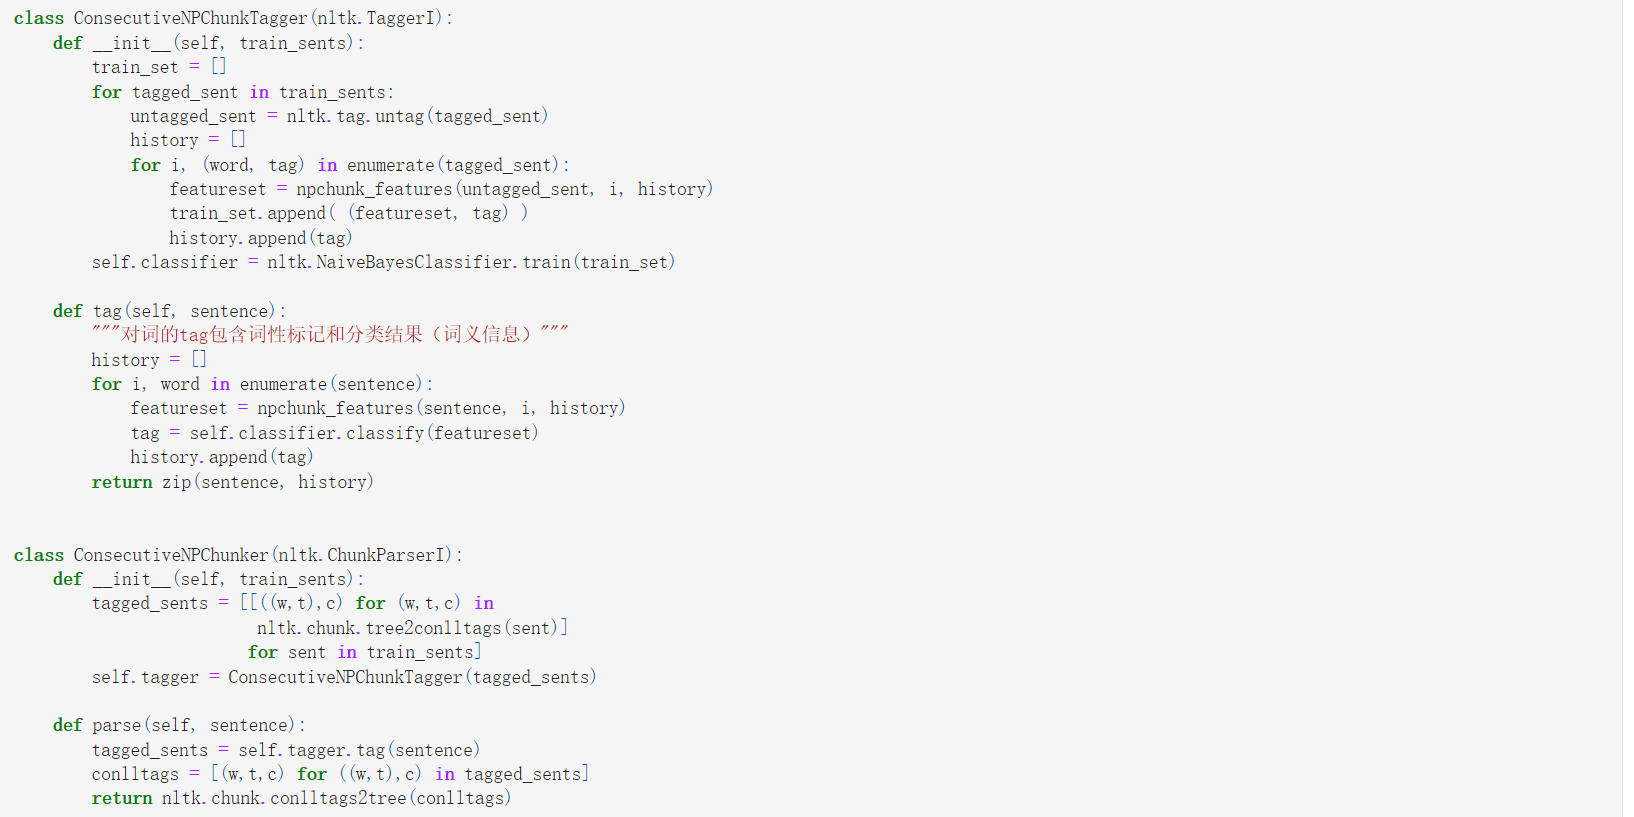 class ConsecutiveNPChunkTagger(nltk.TaggerI):
    def __init__(self, train_sents):
        train_set = []
        for tagged_sent in train_sents:
            untagged_sent = nltk.tag.untag(tagged_sent)
            history = []
            for i, (word, tag) in enumerate(tagged_sent):
                featureset = npchunk_features(untagged_sent, i, history)
                train_set.append( (featureset, tag) )
                history.append(tag)
        self.classifier = nltk.NaiveBayesClassifier.train(train_set)

    def tag(self, sentence):
        """对词的tag包含词性标记和分类结果（词义信息）"""
        history = []
        for i, word in enumerate(sentence):
            featureset = npchunk_features(sentence, i, history)
            tag = self.classifier.classify(featureset)
            history.append(tag)
        return zip(sentence, history)


class ConsecutiveNPChunker(nltk.ChunkParserI):
    def __init__(self, train_sents):
        tagged_sents = [[((w,t),c) for (w,t,c) in
                         nltk.chunk.tree2conlltags(sent)]
                        for sent in train_sents]
        self.tagger = ConsecutiveNPChunkTagger(tagged_sents)

    def parse(self, sentence):
        tagged_sents = self.tagger.tag(sentence)
        conlltags = [(w,t,c) for ((w,t),c) in tagged_sents]
        return nltk.chunk.conlltags2tree(conlltags)